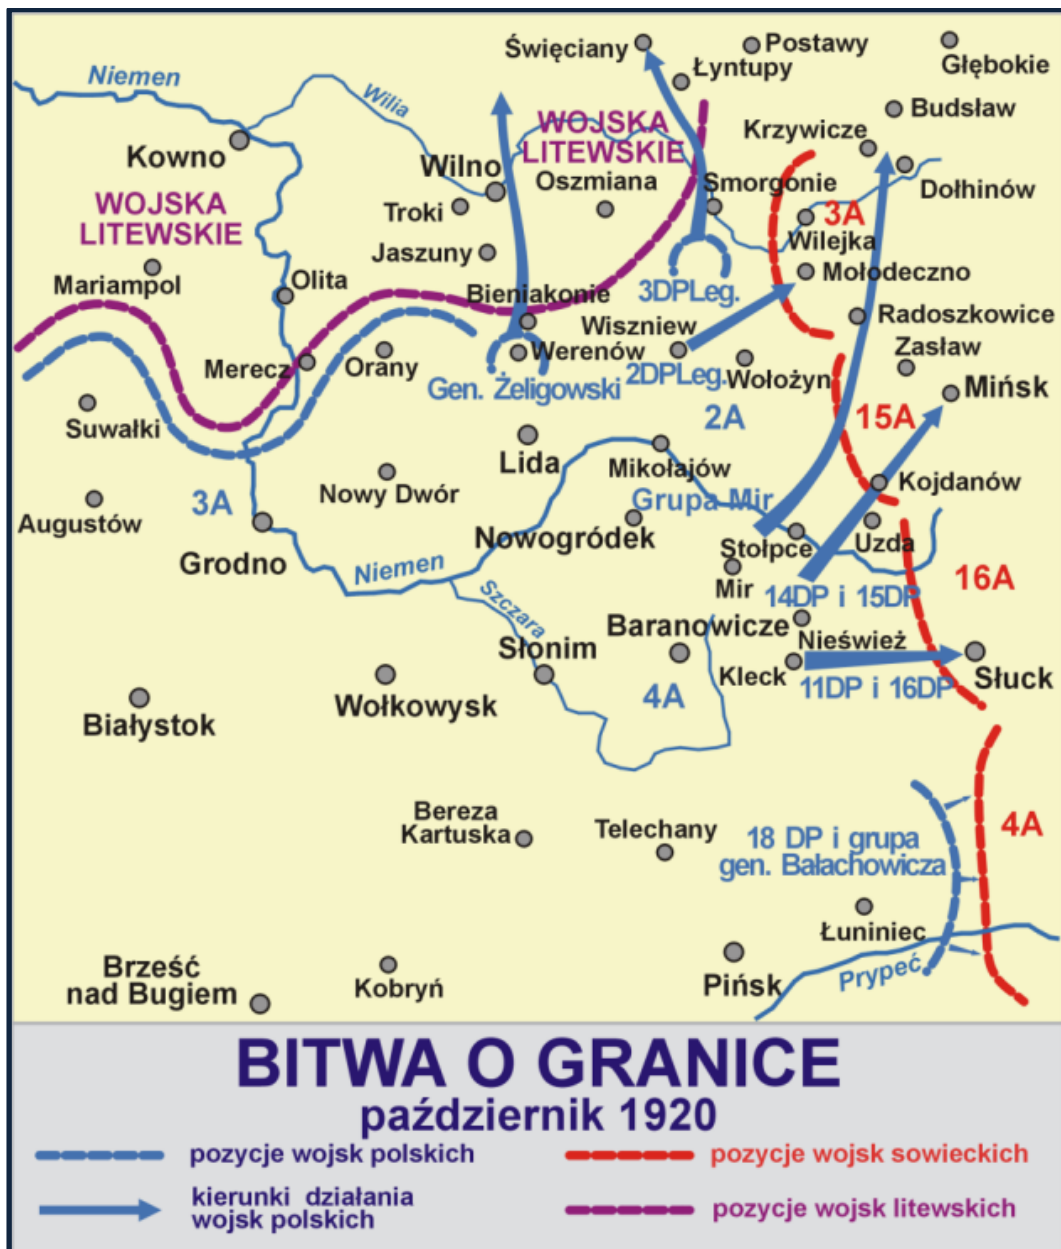 Święciany
Postawy
Głębokie
Łyntupy
Niemen
Wilia
Budsław
Krzywicze
WOJSKA
LITEWSKIE
Kowno
Wilno
Oszmiana
Smorgonie
Dołhinów
3A
WOJSKA
LITEWSKIE
Troki
Wilejka
Jaszuny
Mołodeczno
Mariampol
Olita
Bieniakonie
3DPLeg.
Radoszkowice
Wiszniew
Zasław
Merecz
Orany
Werenów
2DPLeg.
Wołożyn
Gen. Żeligowski
Mińsk
Suwałki
2A
15A
Lida
Mikołajów
Nowy Dwór
Kojdanów
Grupa Mir
Augustów
3A
Nowogródek
Stołpce
Uzda
Grodno
Niemen
Mir
16A
Szczara
14DP i 15DP
Baranowicze
Nieśwież
Słonim
Kleck
Słuck
11DP i 16DP
Wołkowysk
4A
Białystok
Bereza
Kartuska
Telechany
18 DP i grupa
gen. Bałachowicza
4A
Łuniniec
Brześć
nad Bugiem
Kobryń
Pińsk
Prypeć
BITWA O GRANICE
październik 1920
pozycje wojsk polskich
pozycje wojsk sowieckich
kierunki działania
wojsk polskich
pozycje wojsk litewskich